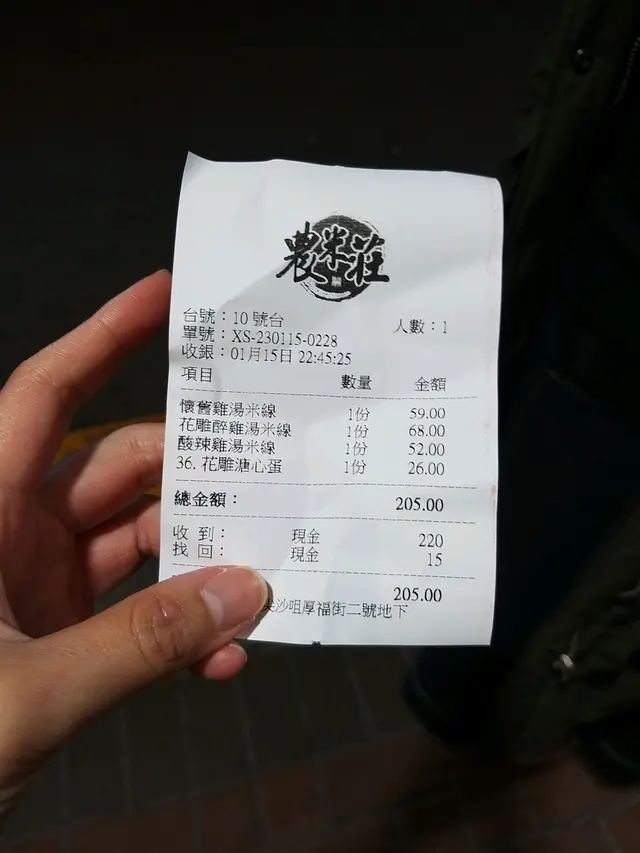 農米莊
台號：10 號台 人數：1
單號：XS-230115-0228
收銀：01月15日 22:45:25
項目 數量 金額
懷舊雞湯米線 1份 59.00
花雕醉雞湯米線 1份 68.00
酸辣雞湯米線 1份 52.00
36. 花雕溏心蛋 1份 26.00
總金額： 205.00
收 到： 現金 220
找 回： 現金 15
205.00
尖沙咀厚福街二號地下